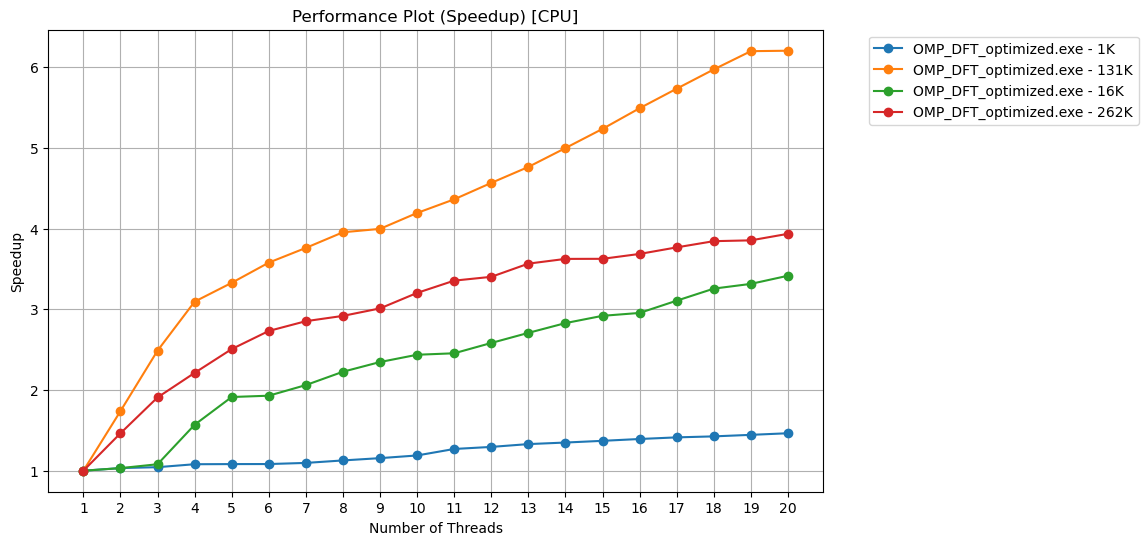 Performance Plot (Speedup) [CPU]
OMP_DFT_optimized.exe - 1K
OMP_DFT_optimized.exe - 131K
OMP_DFT_optimized.exe - 16K
OMP_DFT_optimized.exe - 262K
Speedup
6
5
4
3
2
1
1 2 3 4 5 6 7 8 9 10 11 12 13 14 15 16 17 18 19 20
Number of Threads